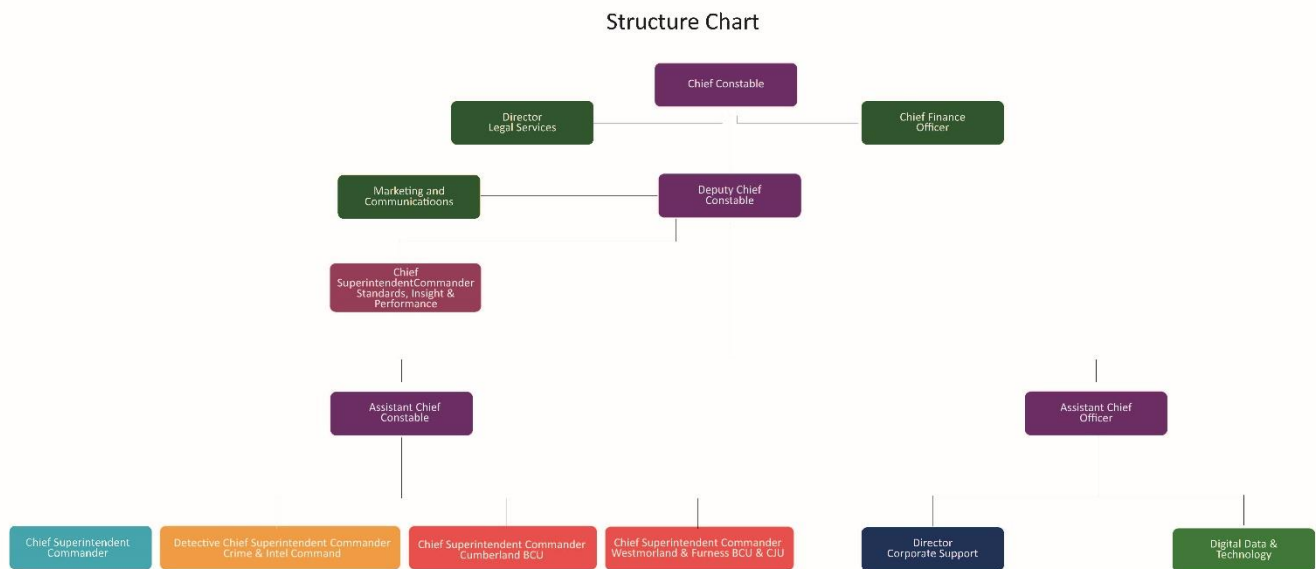 Structure Chart
Chief Constable
Director
Legal Services
Chief Finance
Officer
Marketing and
Communicatioons
Deputy Chief
Constable
Chief
SuperintendentCommander
Standards, Insight &
Performance
Assistant Chief
Constable
Assistant Chief
Officer
Chief Superintendent
Commander
Detective Chief Superintendent Commander
Crime & Intel Command
Chief Superintendent Commander
Cumberland BCU
Chief Superintendent Commander
Westmorland & Furness BCU & CJU
Director
Corporate Support
Digital Data &
Technology